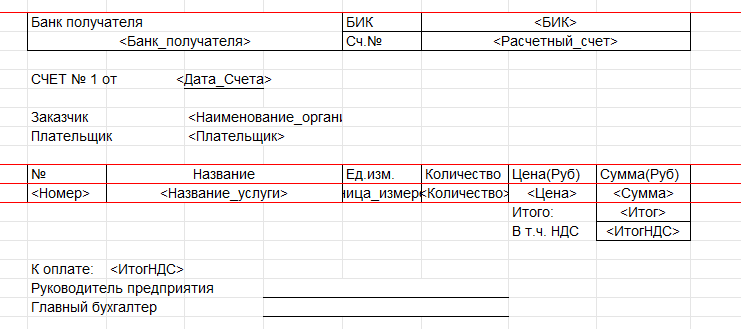 Банк получателя БИК <БИК>
<Банк_получателя> Сч.№ <Расчетный_счет>
СЧЕТ № 1 от <Дата_Счета>
Заказчик <Наименование_органи
Плательщик <Плательщик>
№ Название Ед.изм. Количество Цена(Руб) Сумма(Руб)
<Номер> <Название_услуги> ница_измере <Количество> <Цена> <Сумма>
Итого: <Итог>
В т.ч. НДС <ИтогНДС>
К оплате: <ИтогНДС>
Руководитель предприятия
Главный бухгалтер